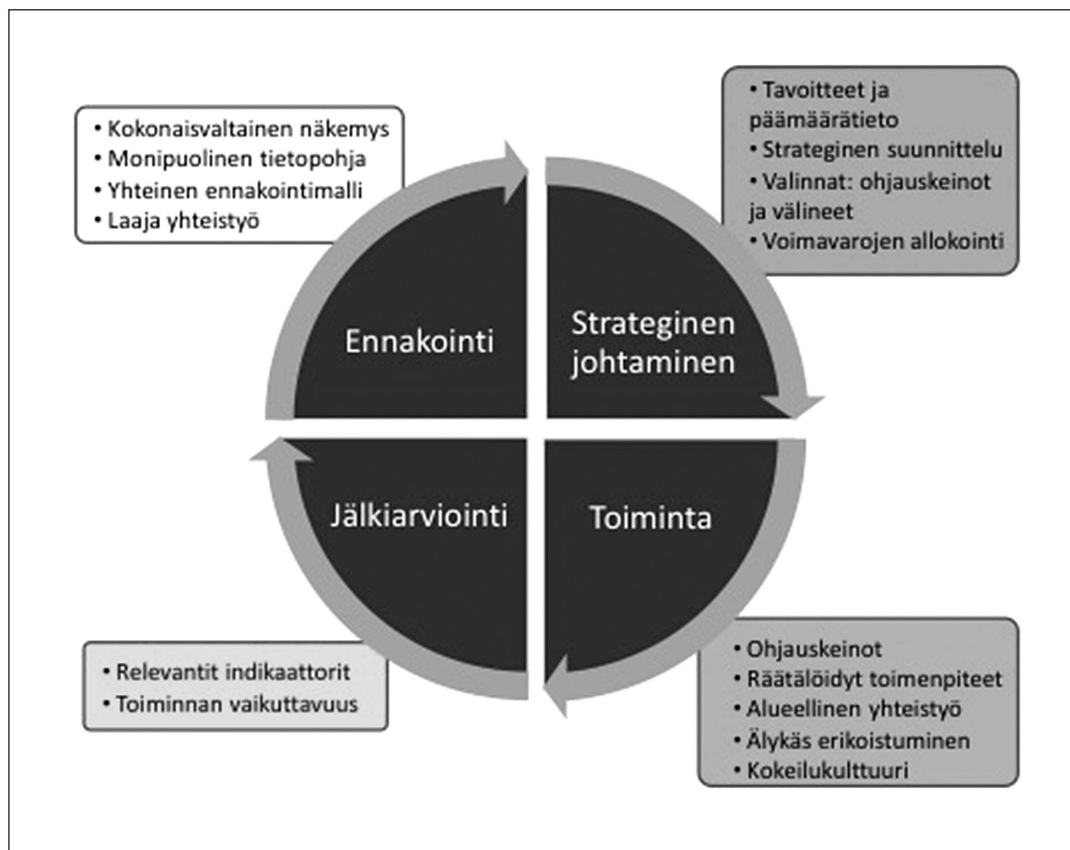 • Kokonaisvaltainen näkemys
• Monipuolinen tietopohja
• Yhteinen ennakointimalli
• Laaja yhteistyö
• Tavoitteet ja
päämäärätieto
• Strateginen suunnittelu
• Valinnat: ohjauskeinot
ja välineet
• Voimavarojen allokointi
Ennakointi
Strateginen
johtaminen
Jälkiarviointi
Toiminta
• Relevantit indikaattorit
• Toiminnan vaikuttavuus
• Ohjauskeinot
• Räätälöidyt toimenpiteet
• Alueellinen yhteistyö
• Älykäs erikoistuminen
• Kokeilukulttuuri